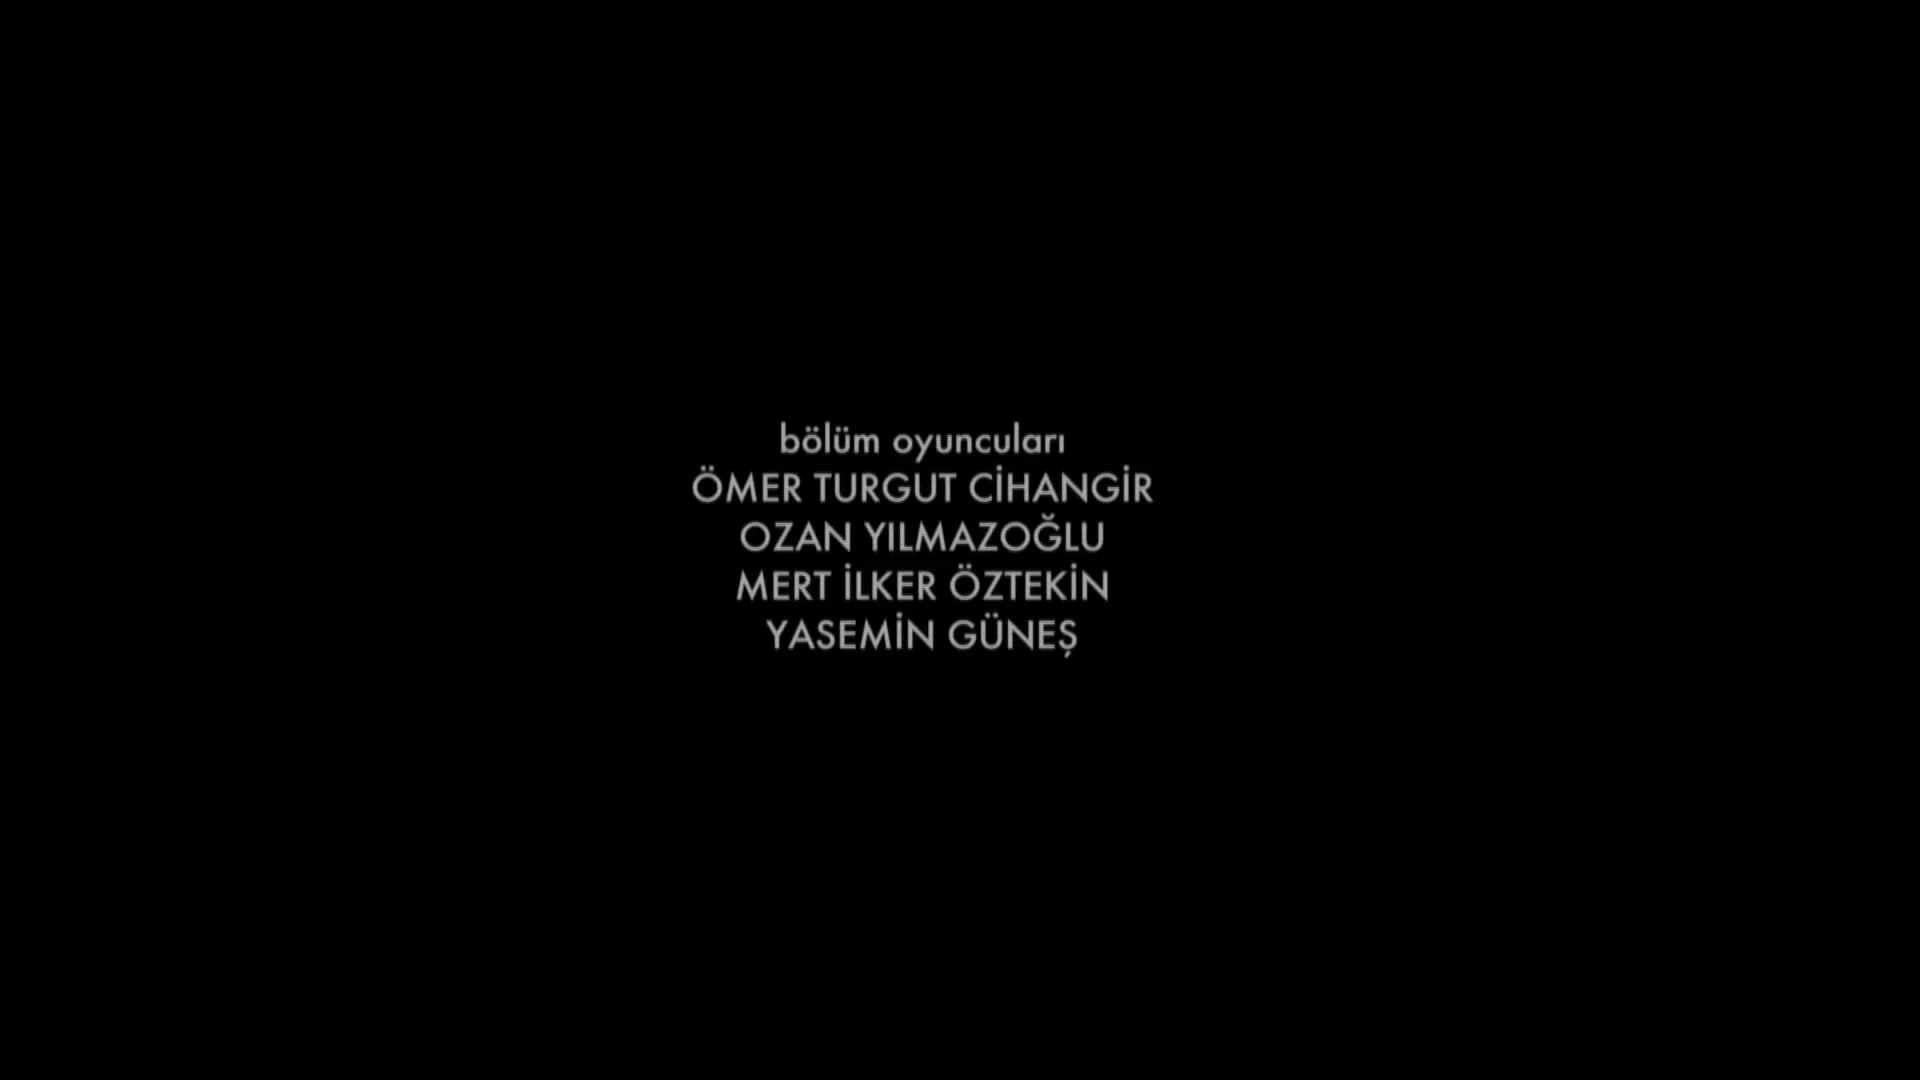 bölüm oyuncuları
ÖMER TURGUT CİHANGİR
OZAN YILMAZOĞLU
MERT İLKER ÖZTEKİN
YASEMİN GÜNEŞ